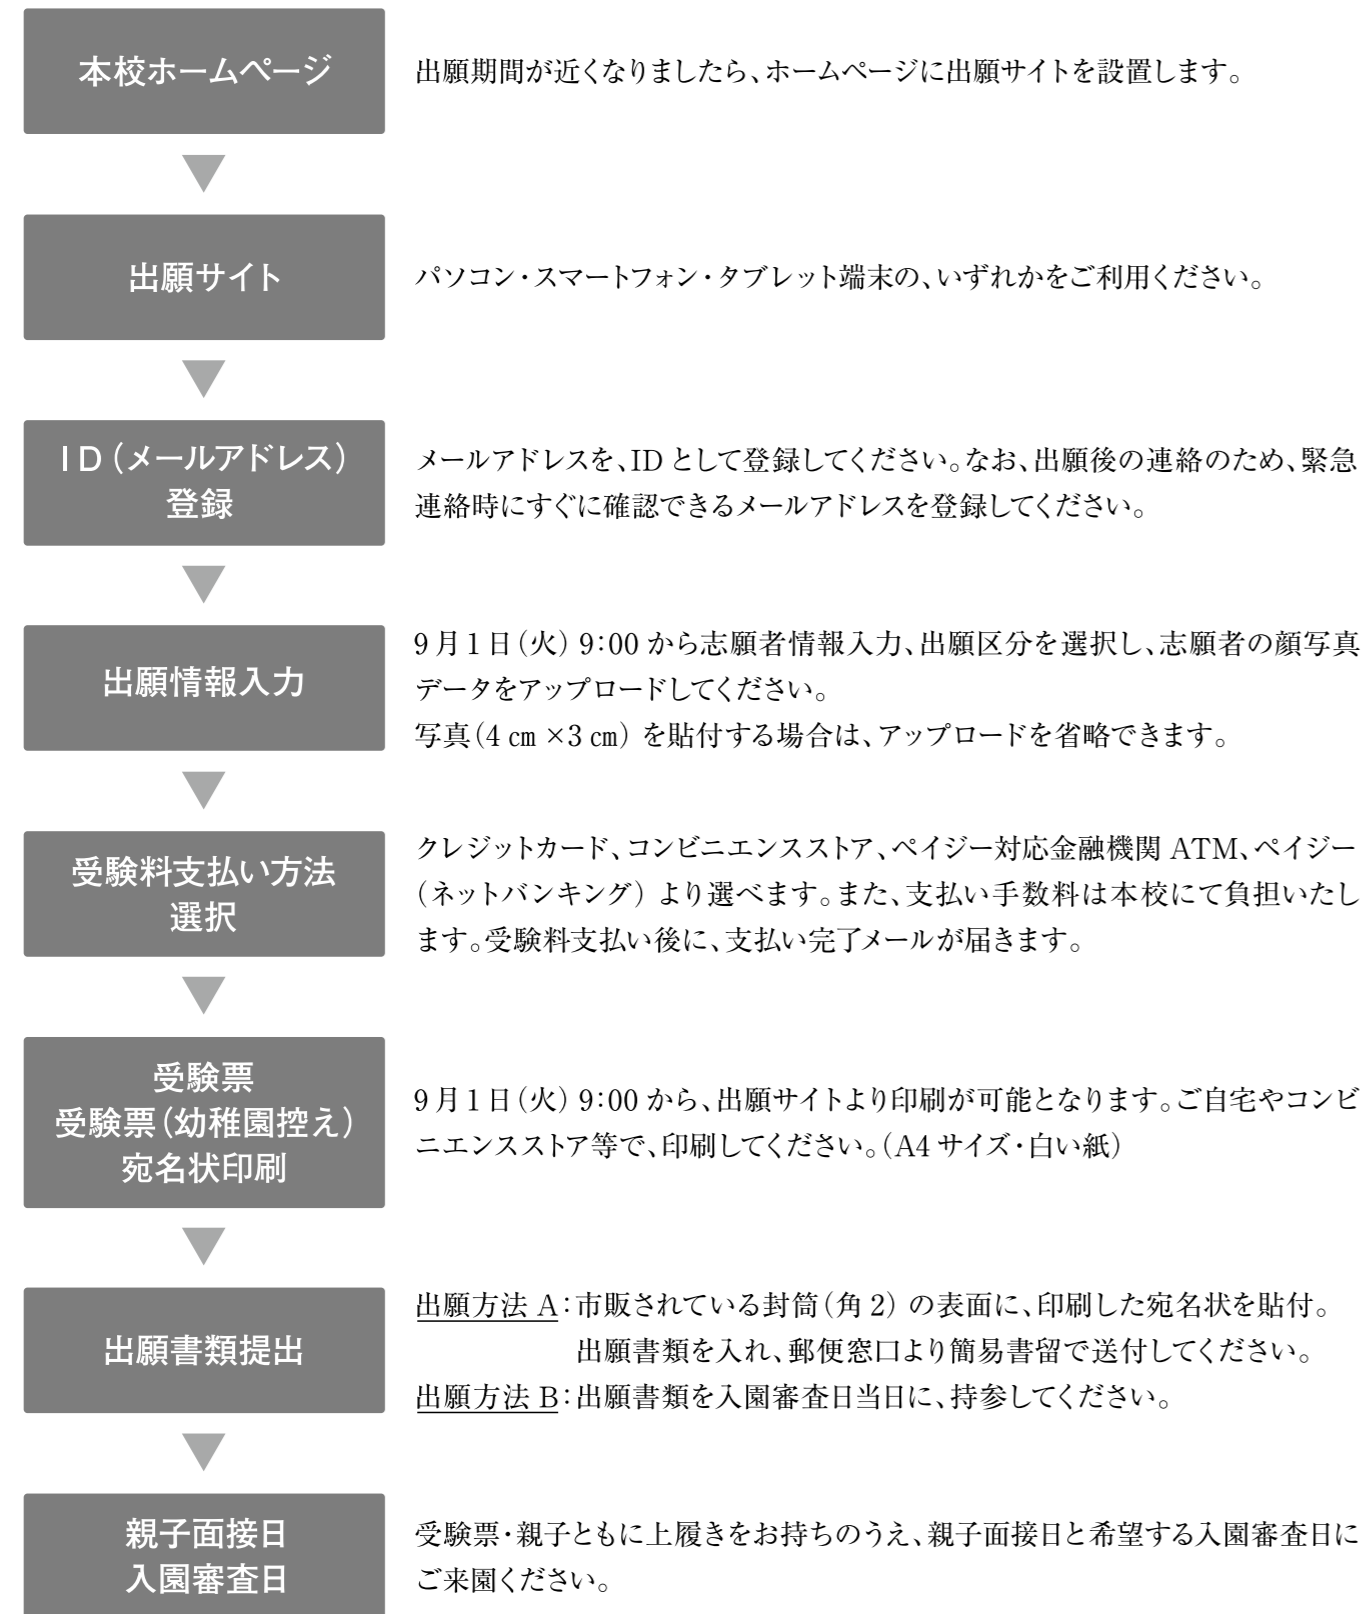 本校ホームページ
出願期間が近くなりましたら、ホームページに出願サイトを設置します。
出願サイト
パソコン・スマートフォン・タブレット端末の、いずれかをご利用ください。
ＩＤ（メールアドレス）
登録
メールアドレスを、ID として登録してください。なお、出願後の連絡のため、緊急
連絡時にすぐに確認できるメールアドレスを登録してください。
出願情報入力
9 月 1 日（火）9:00 から志願者情報入力、出願区分を選択し、志願者の顔写真
データをアップロードしてください。
写真（4 ㎝ ×3 ㎝）を貼付する場合は、アップロードを省略できます。
受験料支払い方法
選択
クレジットカード、コンビニエンスストア、ペイジー対応金融機関 ATM、ペイジー
（ネットバンキング）より選べます。また、支払い手数料は本校にて負担いたし
ます。受験料支払い後に、支払い完了メールが届きます。
受験票
受験票（幼稚園控え）
宛名状印刷
9 月 1 日（火）9:00 から、出願サイトより印刷が可能となります。ご自宅やコンビ
ニエンスストア等で、印刷してください。（A4 サイズ・白い紙）
出願書類提出
出願方法 A：市販されている封筒（角 2）の表面に、印刷した宛名状を貼付。
出願書類を入れ、郵便窓口より簡易書留で送付してください。
出願方法 B：出願書類を入園審査日当日に、持参してください。
親子面接日
入園審査日
受験票・親子ともに上履きをお持ちのうえ、親子面接日と希望する入園審査日に
ご来園ください。